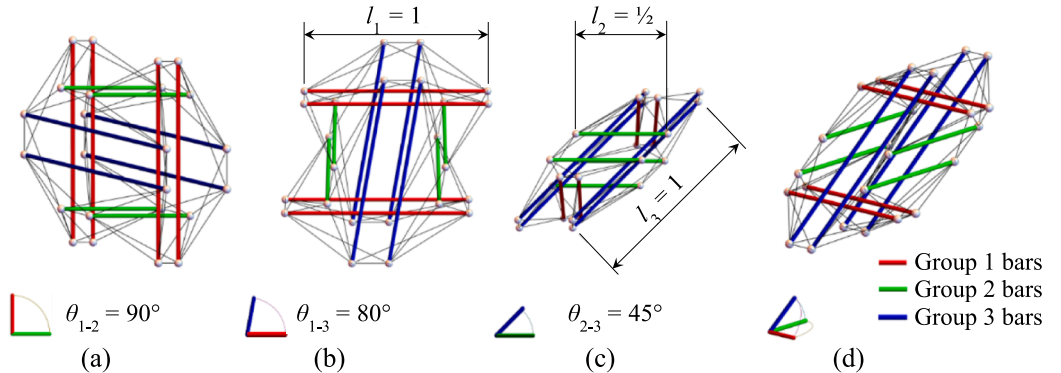 l₁ = 1
l₂ = ½
l₃ = 1
Group 1 bars
Group 2 bars
Group 3 bars
θ₁₋₂ = 90°
θ₁₋₃ = 80°
θ₂₋₃ = 45°
(a)
(b)
(c)
(d)